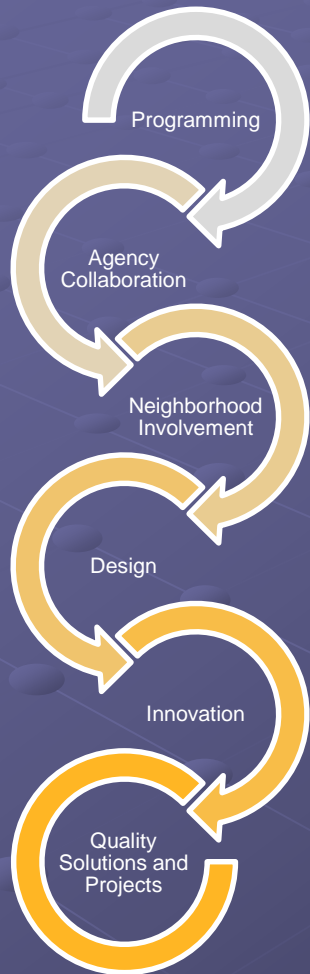 Programming
Agency
Collaboration
Neighborhood
Involvement
Design
Innovation
Quality
Solutions and
Projects